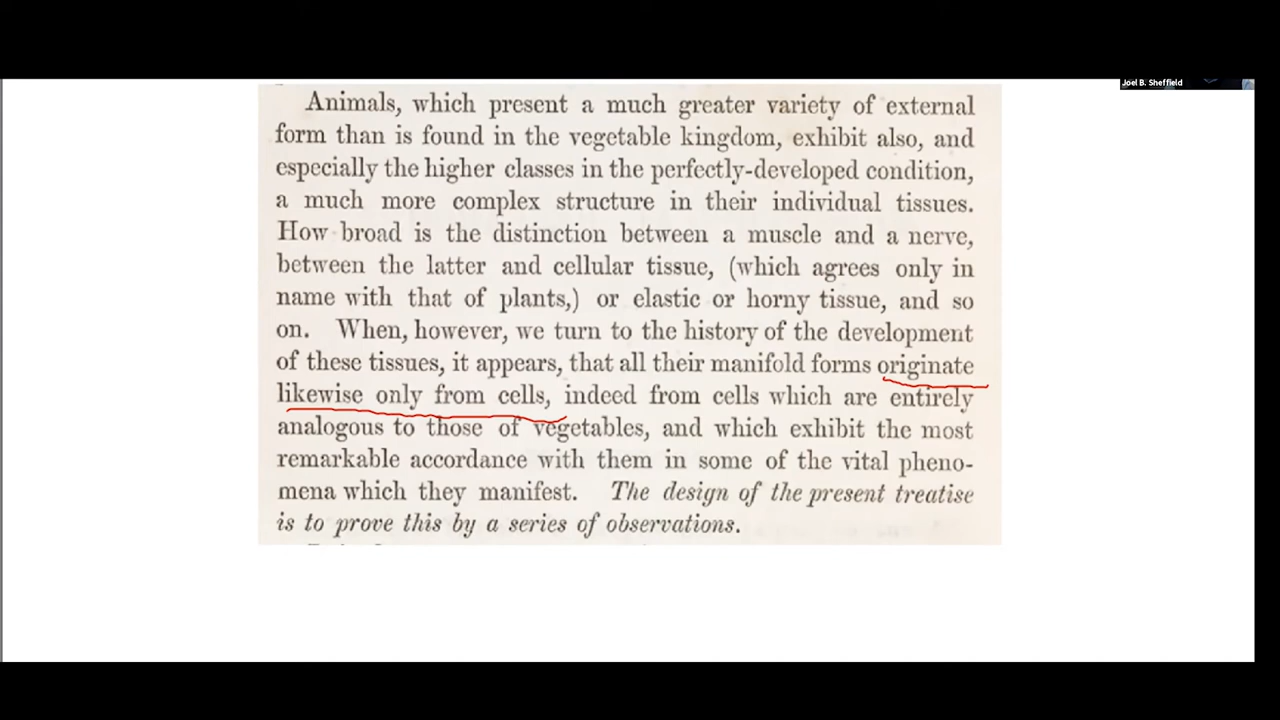 Joel B. Sheffield
Animals, which present a much greater variety of external
form than is found in the vegetable kingdom, exhibit also, and
especially the higher classes in the perfectly-developed condition,
a much more complex structure in their individual tissues.
How broad is the distinction between a muscle and a nerve,
between the latter and cellular tissue, (which agrees only in
name with that of plants,) or elastic or horny tissue, and so
on. When, however, we turn to the history of the development
of these tissues, it appears, that all their manifold forms originate
likewise only from cells, indeed from cells which are entirely
analogous to those of vegetables, and which exhibit the most
remarkable accordance with them in some of the vital pheno-
mena which they manifest. The design of the present treatise
is to prove this by a series of observations.